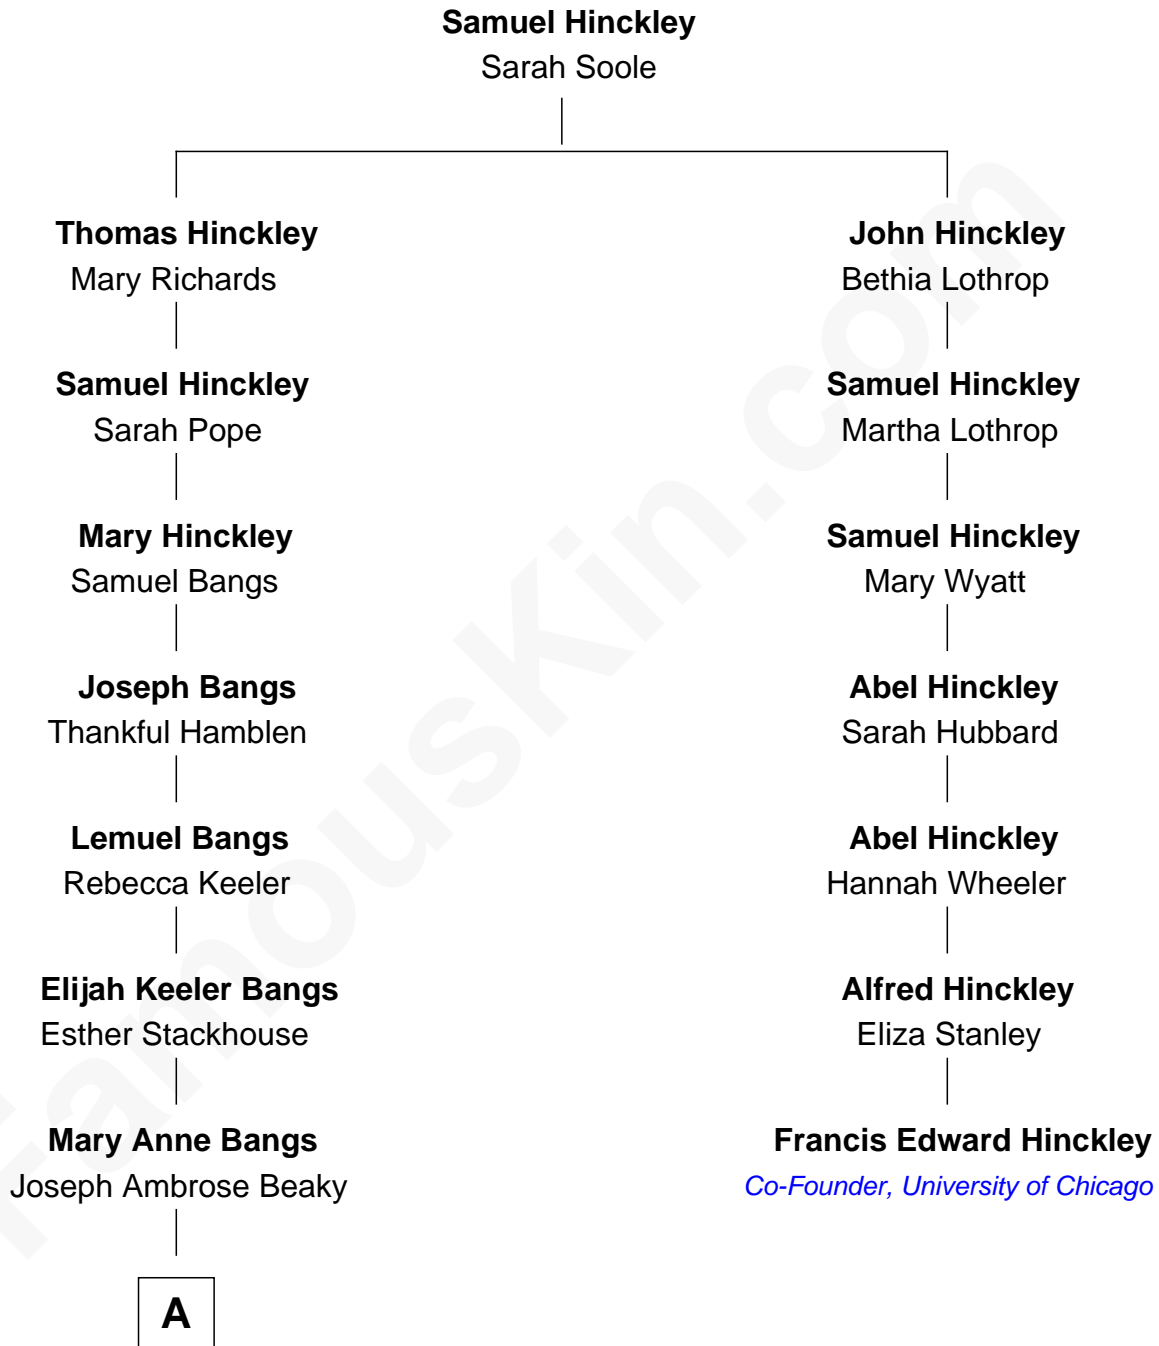 Samuel Hinckley
Sarah Soole
Thomas Hinckley
Mary Richards
John Hinckley
Bethia Lothrop
Samuel Hinckley
Sarah Pope
Samuel Hinckley
Martha Lothrop
Mary Hinckley
Samuel Bangs
Samuel Hinckley
Mary Wyatt
Joseph Bangs
Thankful Hamblen
Abel Hinckley
Sarah Hubbard
Lemuel Bangs
Rebecca Keeler
Abel Hinckley
Hannah Wheeler
Elijah Keeler Bangs
Esther Stackhouse
Alfred Hinckley
Eliza Stanley
Mary Anne Bangs
Joseph Ambrose Beaky
Francis Edward Hinckley
Co-Founder, University of Chicago
A
FamousKin.com